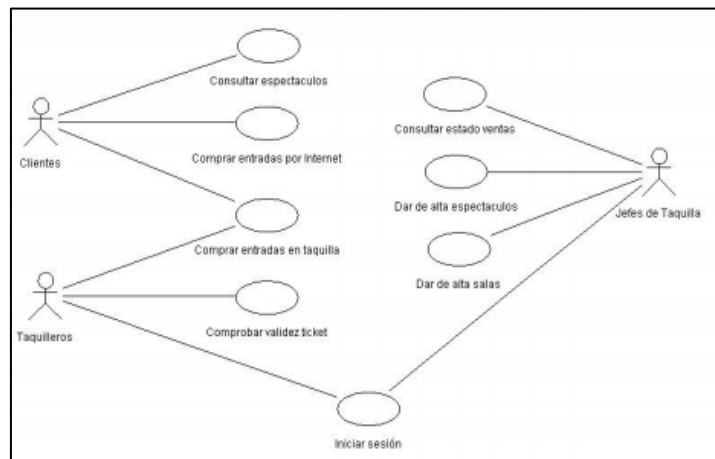 Consultar espectaculos
Consultar estado ventas
Clientes
Comprar entradas por Internet
Dar de alta espectaculos
Jefes de Taquilla
Comprar entradas en taquilla
Dar de alta salas
Taquilleros
Comprobar validez ticket
Iniciar sesión